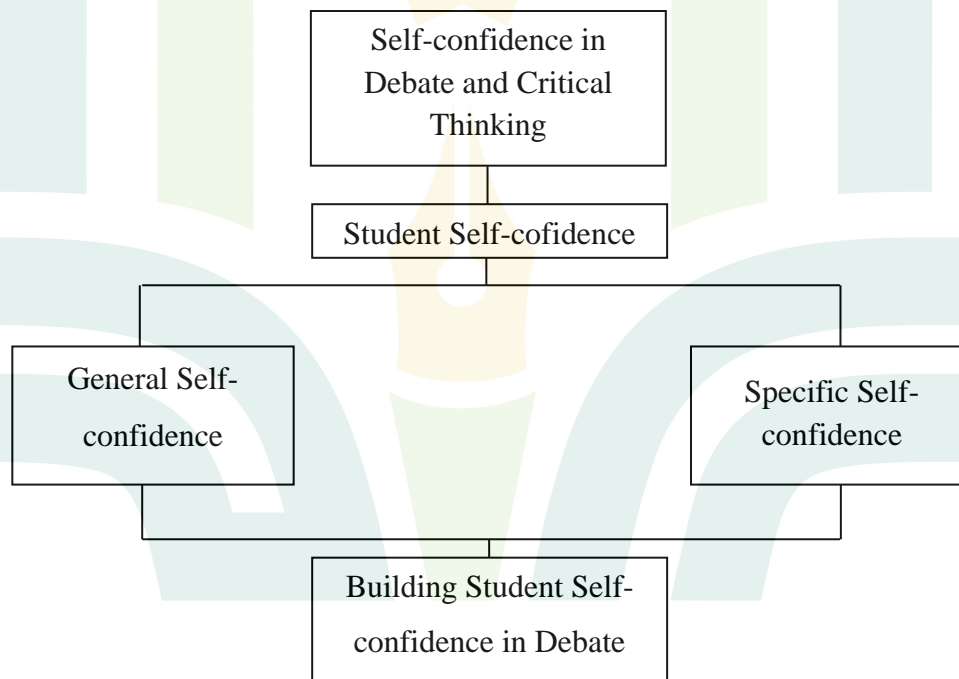 Self-confidence in
Debate and Critical
Thinking
Student Self-cofidence
General Self-
confidence
Specific Self-
confidence
Building Student Self-
confidence in Debate